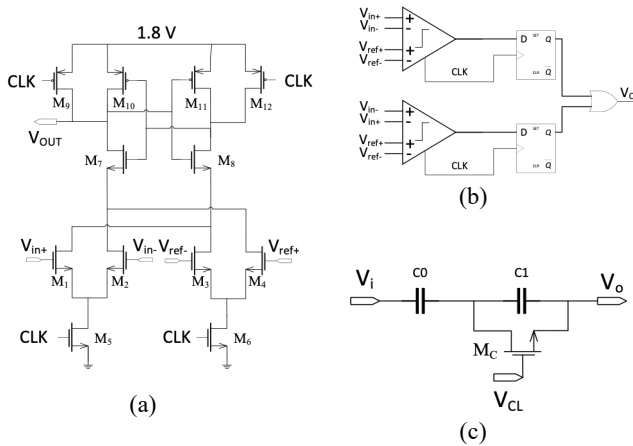 1.8 V
CLK
CLK
M9
M10
M11
M12
VOUT
M7
M8
Vin+
Vin-
Vref-
Vref+
M1
M2
M3
M4
CLK
M5
CLK
M6
(a)
Vin+
Vin-
Vref+
Vref-
CLK
D
SET
Q
CLR
Q
Vin-
Vin+
Vref+
Vref-
CLK
D
SET
Q
CLR
Q
VO
(b)
Vi
C0
C1
Vo
MC
VCL
(c)